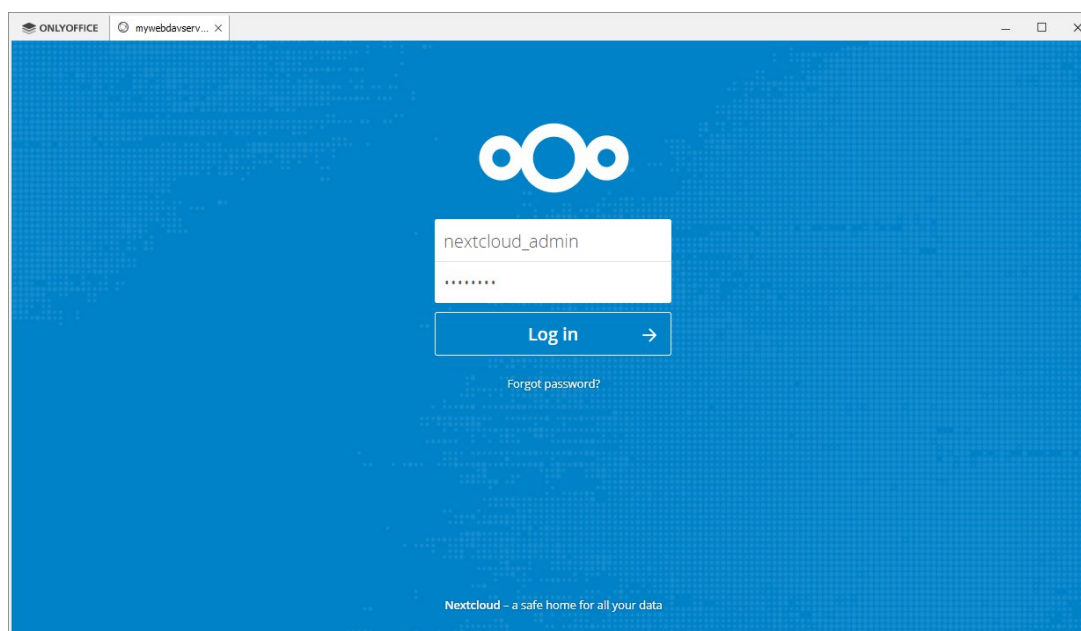 ONLYOFFICE
mywebdavserv...
nextcloud_admin
••••••••
Log in
Forgot password?
Nextcloud – a safe home for all your data